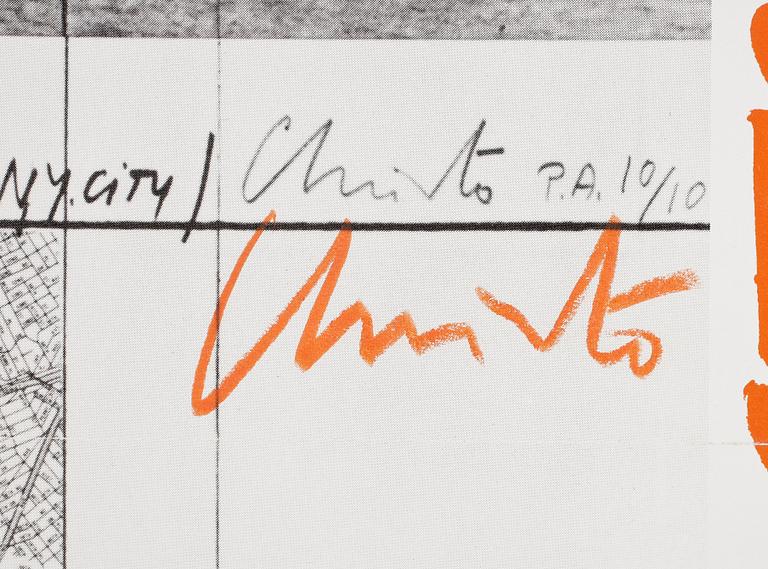 N.Y. CITY / Christo P.A. 10/10
Christo